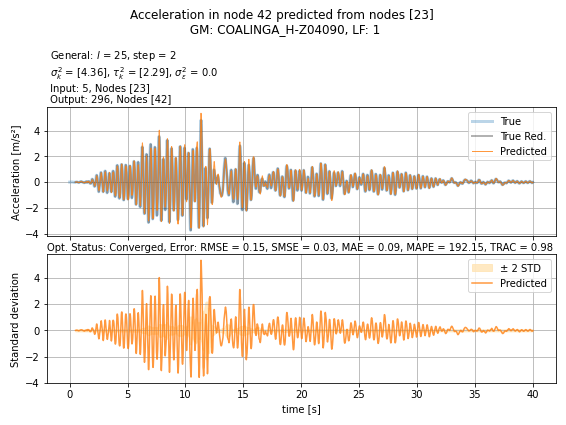 Acceleration in node 42 predicted from nodes [23]
GM: COALINGA_H-Z04090, LF: 1
General: l = 25, step = 2
σ²ₖ = [4.36], τ²ₖ = [2.29], σ²ε = 0.0
Input: 5, Nodes [23]
Output: 296, Nodes [42]
Acceleration [m/s²]
4
2
0
−2
−4
True
True Red.
Predicted
Opt. Status: Converged, Error: RMSE = 0.15, SMSE = 0.03, MAE = 0.09, MAPE = 192.15, TRAC = 0.98
Standard deviation
4
2
0
−2
−4
± 2 STD
Predicted
0 5 10 15 20 25 30 35 40
time [s]